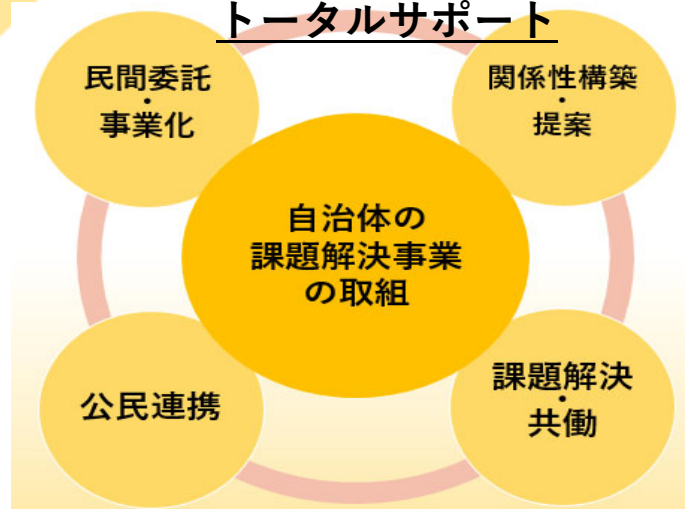 トータルサポート
民間委託
・
事業化
関係性構築
・
提案
自治体の
課題解決事業
の取組
公民連携
課題解決
・
共働